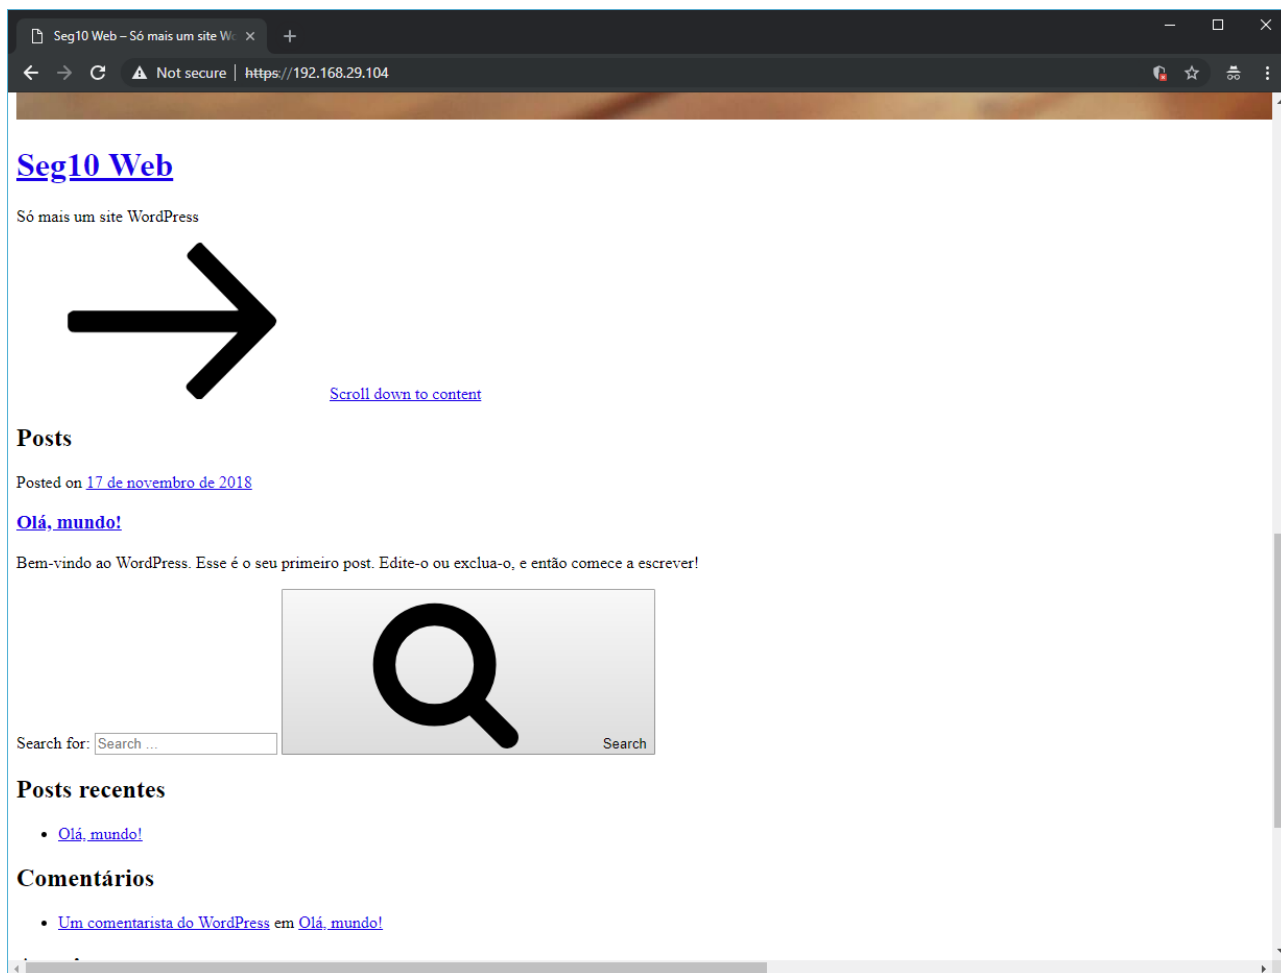 Seg10 Web – Só mais um site W
Not secure | https://192.168.29.104
Seg10 Web
Só mais um site WordPress
Scroll down to content
Posts
Posted on 17 de novembro de 2018
Olá, mundo!
Bem-vindo ao WordPress. Esse é o seu primeiro post. Edite-o ou exclua-o, e então comece a escrever!
Search for: Search ... Search
Posts recentes
Olá, mundo!
Comentários
Um comentarista do WordPress em Olá, mundo!